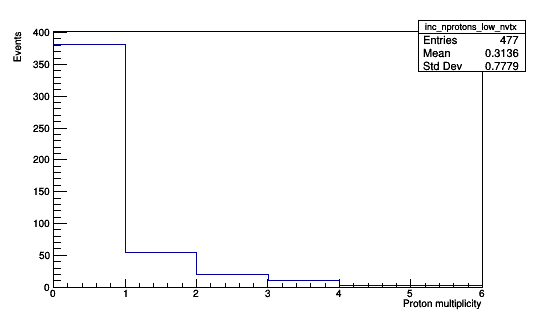 inc_nprotons_low_nvtx
Entries 477
Mean 0.3136
Std Dev 0.7779
Events
400
350
300
250
200
150
100
50
0
0 1 2 3 4 5 6
Proton multiplicity